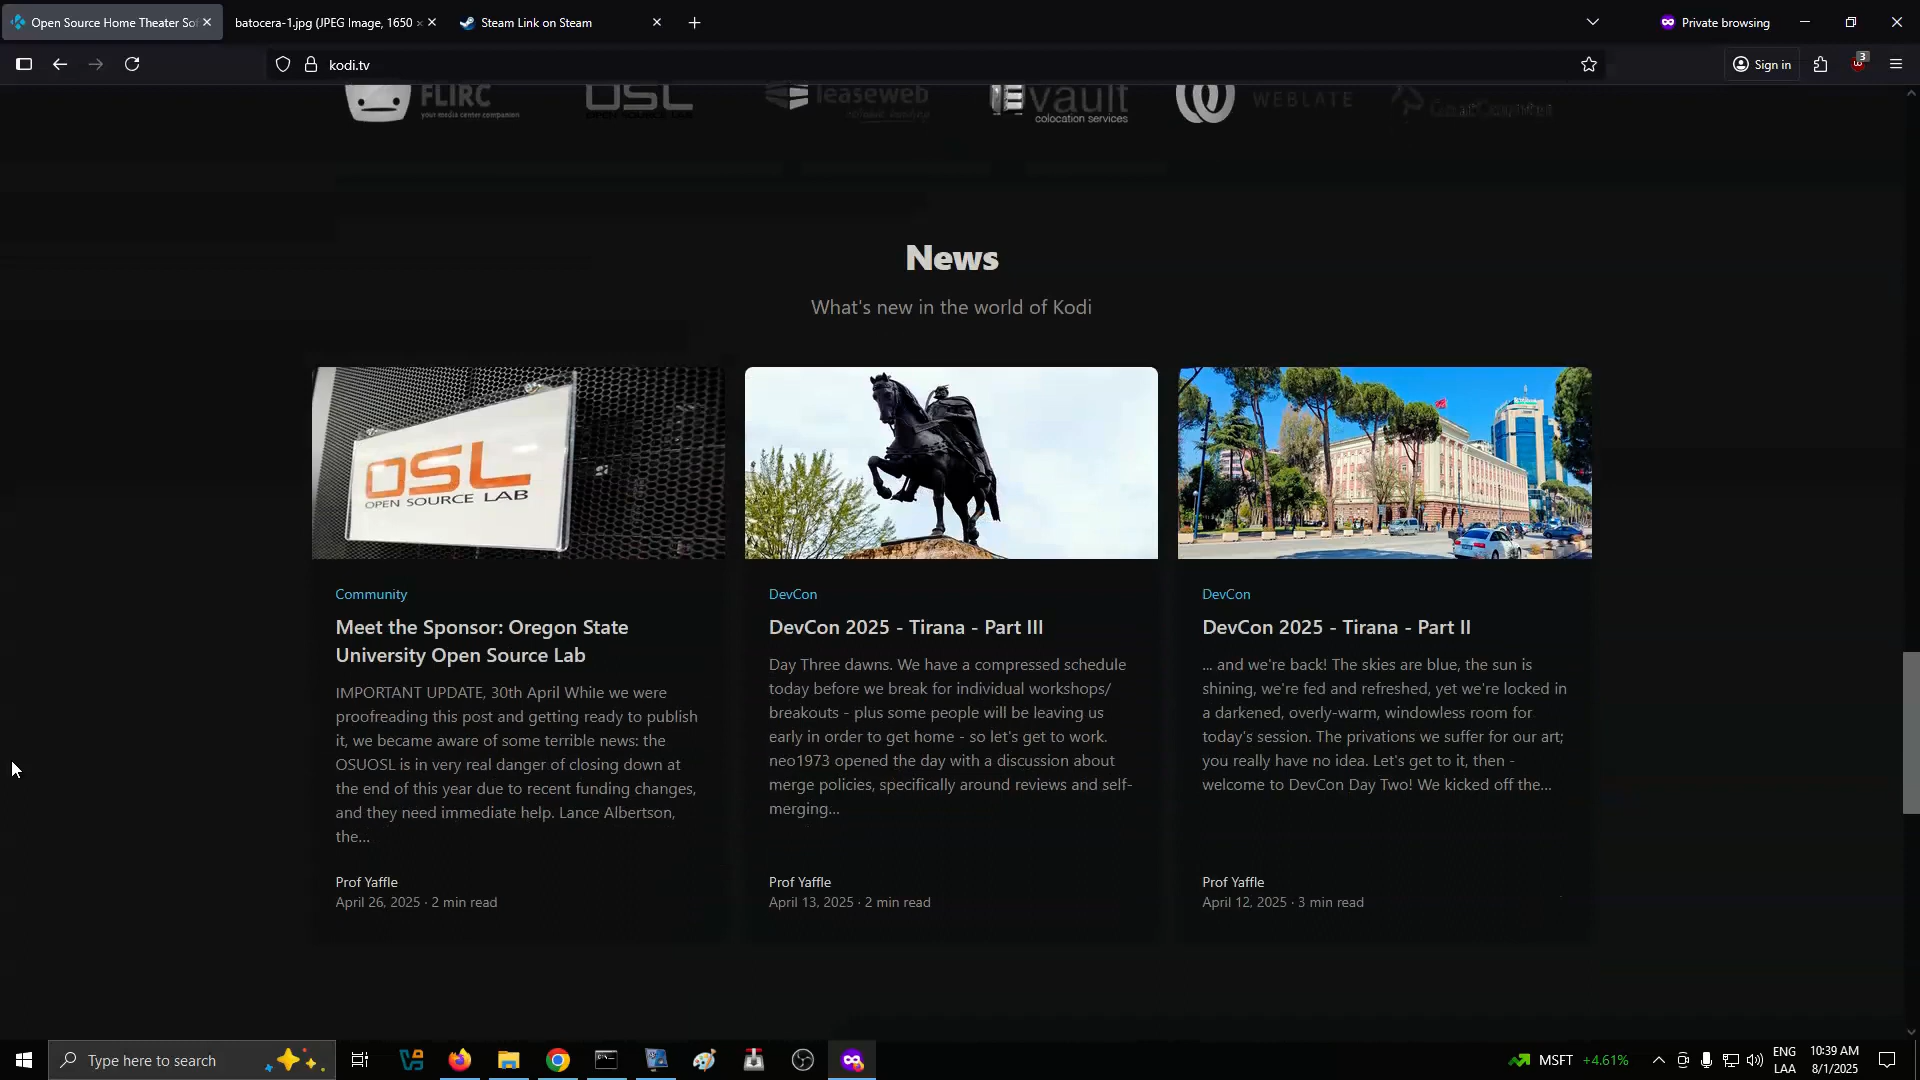 Open Source Home Theater Sof
batocera-1.jpg (JPEG Image, 1650 ×
Steam Link on Steam
Private browsing
kodi.tv
Sign in
3
FLIRC
your media center companion
OSL
OPEN SOURCE LAB
leaseweb
evault
colocation services
WEBLATE
News
What's new in the world of Kodi
OSL
OPEN SOURCE LAB
Community
Meet the Sponsor: Oregon State
University Open Source Lab
IMPORTANT UPDATE, 30th April While we were
proofreading this post and getting ready to publish
it, we became aware of some terrible news: the
OSUOSL is in very real danger of closing down at
the end of this year due to recent funding changes,
and they need immediate help. Lance Albertson,
the...
Prof Yaffle
April 26, 2025 · 2 min read
DevCon
DevCon 2025 - Tirana - Part III
Day Three dawns. We have a compressed schedule
today before we break for individual workshops/
breakouts - plus some people will be leaving us
early in order to get home - so let's get to work.
neo1973 opened the day with a discussion about
merge policies, specifically around reviews and self-
merging...
Prof Yaffle
April 13, 2025 · 2 min read
DevCon
DevCon 2025 - Tirana - Part II
... and we're back! The skies are blue, the sun is
shining, we're fed and refreshed, yet we're locked in
a darkened, overly-warm, windowless room for
today's session. The privations we suffer for our art;
you really have no idea. Let's get to it, then -
welcome to DevCon Day Two! We kicked off the...
Prof Yaffle
April 12, 2025 · 3 min read
Type here to search
MSFT +4.61%
ENG
LAA
10:39 AM
8/1/2025